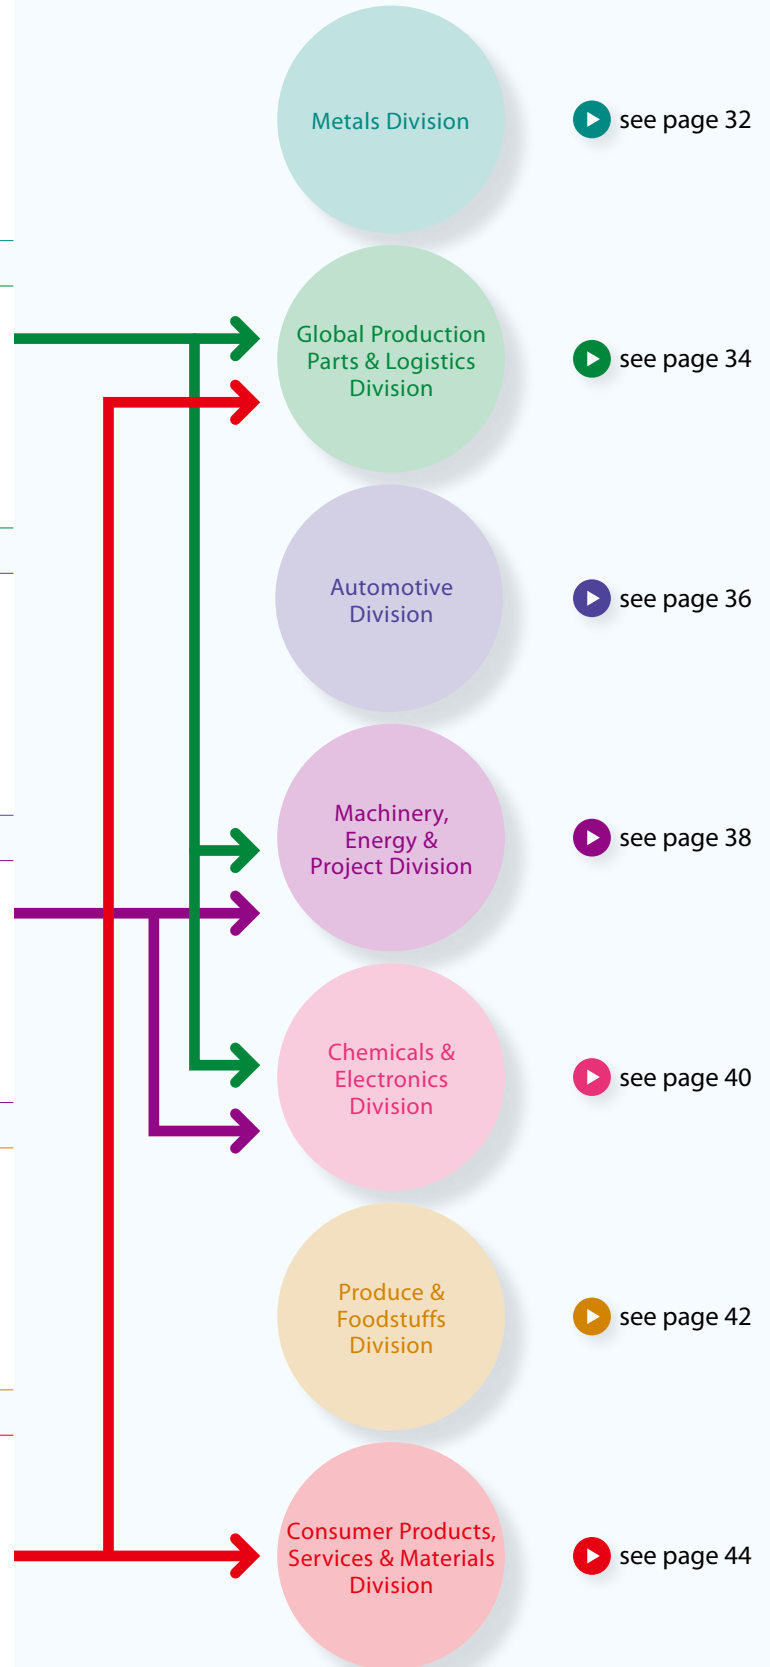 Metals Division
see page 32
Global Production
Parts & Logistics
Division
see page 34
Automotive
Division
see page 36
Machinery,
Energy &
Project Division
see page 38
Chemicals &
Electronics
Division
see page 40
Produce &
Foodstuffs
Division
see page 42
Consumer Products,
Services & Materials
Division
see page 44